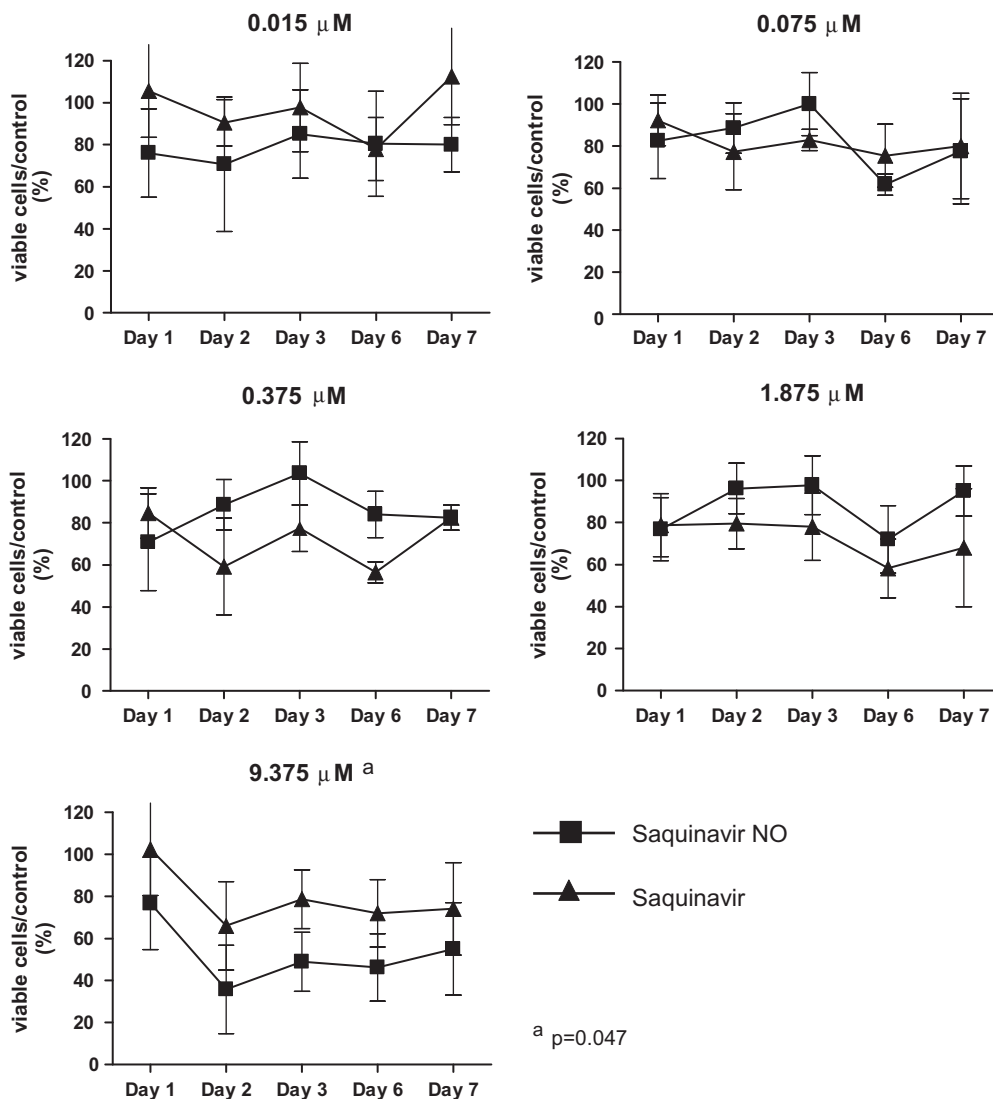 0.015 μM
viable cells/control
(%)
120
100
80
60
40
20
0
Day 1 Day 2 Day 3 Day 6 Day 7
0.075 μM
viable cells/control
(%)
120
100
80
60
40
20
0
Day 1 Day 2 Day 3 Day 6 Day 7
0.375 μM
viable cells/control
(%)
120
100
80
60
40
20
0
Day 1 Day 2 Day 3 Day 6 Day 7
1.875 μM
viable cells/control
(%)
120
100
80
60
40
20
0
Day 1 Day 2 Day 3 Day 6 Day 7
9.375 μM a
viable cells/control
(%)
120
100
80
60
40
20
0
Day 1 Day 2 Day 3 Day 6 Day 7
Saquinavir NO
Saquinavir
a p=0.047